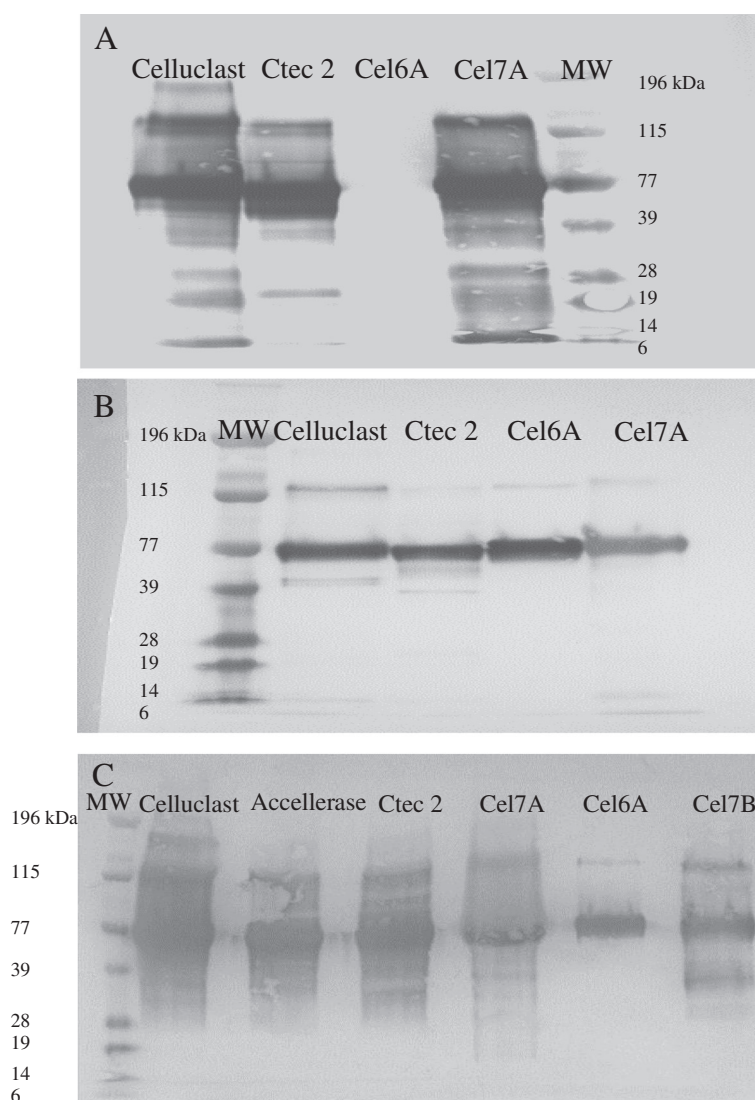 A
Celluclast Ctec 2 Cel6A Cel7A MW
196 kDa
115
77
39
28
19
14
6
B
196 kDa MW Celluclast Ctec 2 Cel6A Cel7A
115
77
39
28
19
14
6
C
MW Celluclast Accellerase Ctec 2 Cel7A Cel6A Cel7B
196 kDa
115
77
39
28
19
14
6